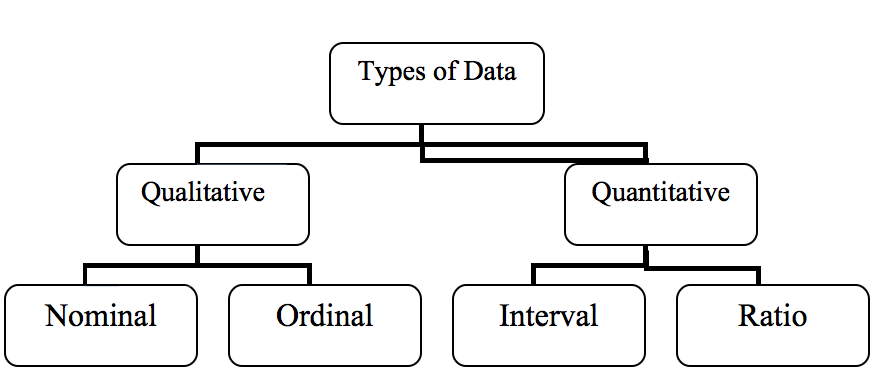 Types of Data
Qualitative
Quantitative
Nominal
Ordinal
Interval
Ratio